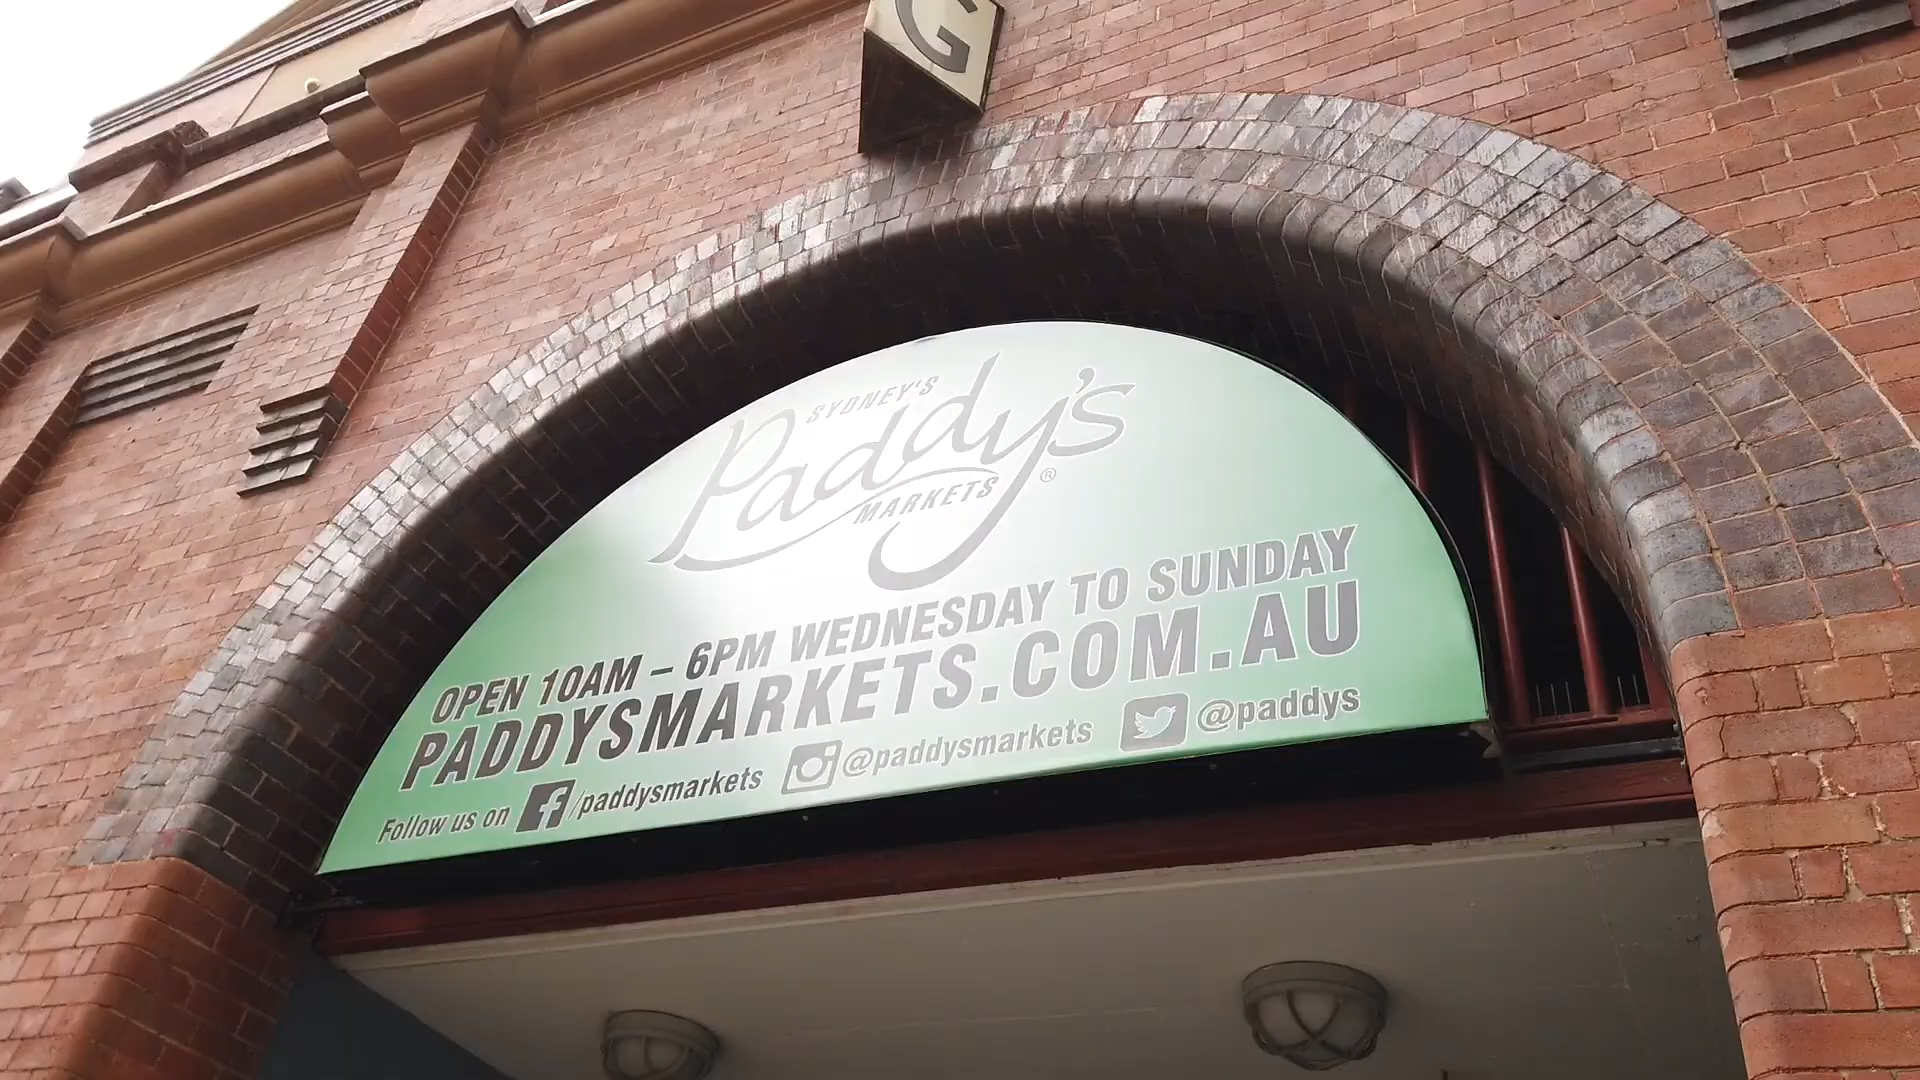 G
SYDNEY'S
Paddy's
MARKETS ®
OPEN 10AM – 6PM WEDNESDAY TO SUNDAY
PADDYSMARKETS.COM.AU
Follow us on f/paddysmarkets @paddysmarkets @paddys